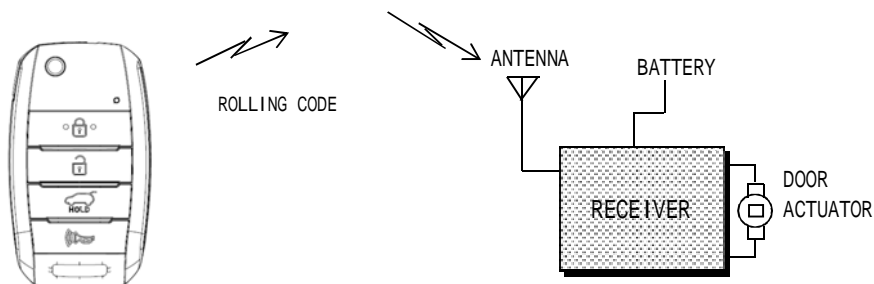 ANTENNA
BATTERY
ROLLING CODE
HOLD
RECEIVER
DOOR
ACTUATOR